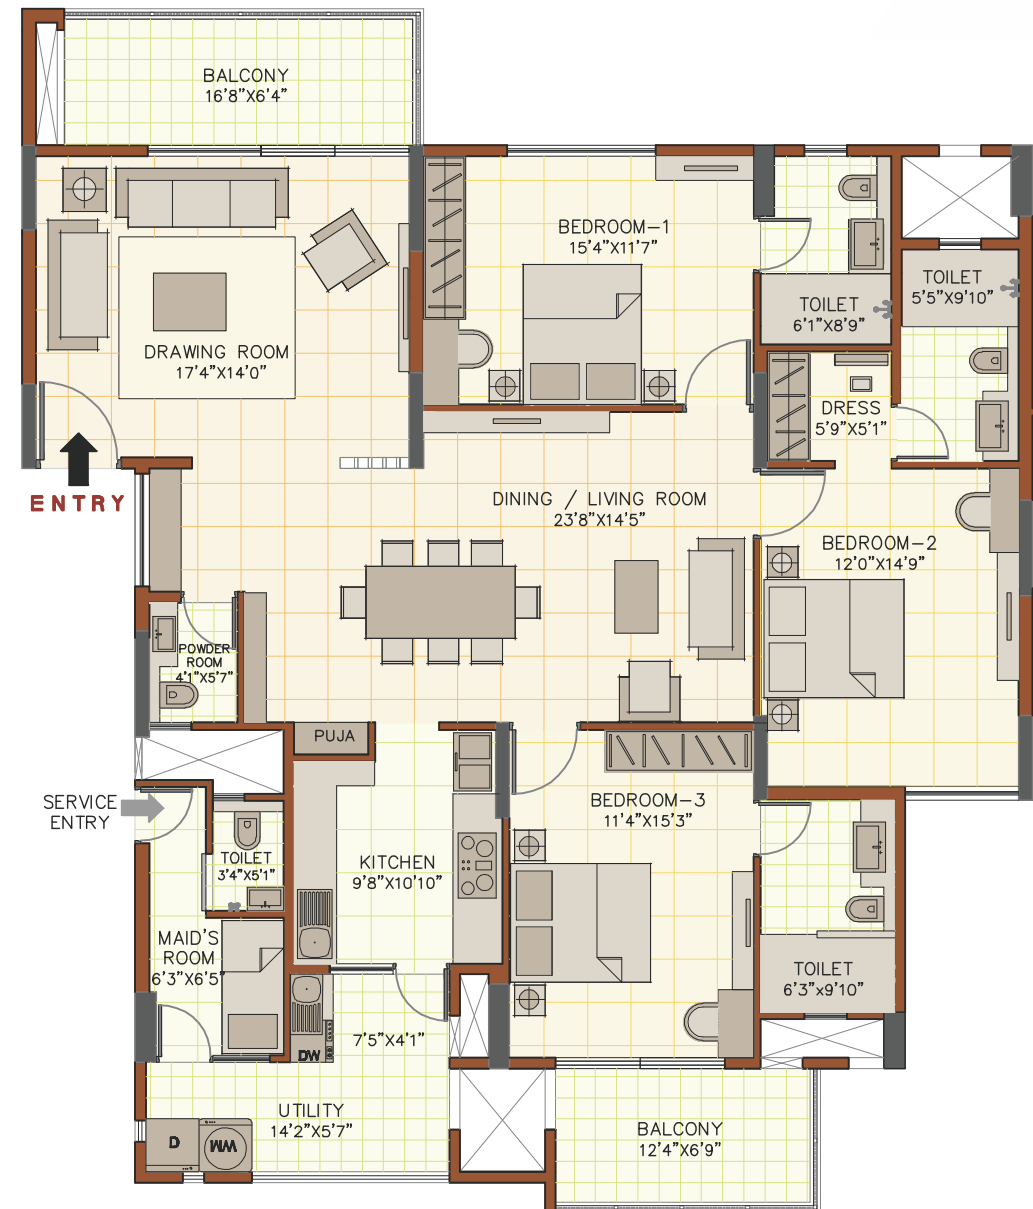 BALCONY
16'8"X6'4"
BEDROOM-1
15'4"X11'7"
TOILET
5'5"X9'10"
TOILET
6'1"X8'9"
DRAWING ROOM
17'4"X14'0"
DRESS
5'9"X5'1"
ENTRY
DINING / LIVING ROOM
23'8"X14'5"
BEDROOM-2
12'0"X14'9"
POWDER
ROOM
4'1"X5'7"
PUJA
SERVICE
ENTRY
BEDROOM-3
11'4"X15'3"
TOILET
3'4"X5'1"
KITCHEN
9'8"X10'10"
MAID'S
ROOM
6'3"X6'5"
TOILET
6'3"x9'10"
7'5"X4'1"
DW
UTILITY
14'2"X5'7"
D
WM
BALCONY
12'4"X6'9"